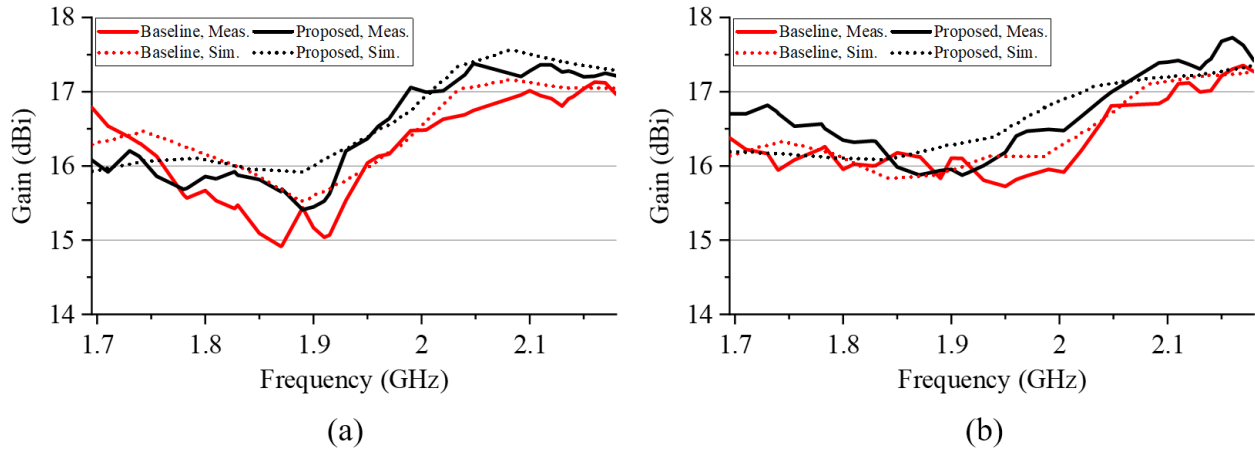 18
17
16
15
14
Gain (dBi)
Baseline, Meas. Proposed, Meas.
Baseline, Sim. Proposed, Sim.
1.7 1.8 1.9 2 2.1
Frequency (GHz)
(a)
18
17
16
15
14
Gain (dBi)
Baseline, Meas. Proposed, Meas.
Baseline, Sim. Proposed, Sim.
1.7 1.8 1.9 2 2.1
Frequency (GHz)
(b)